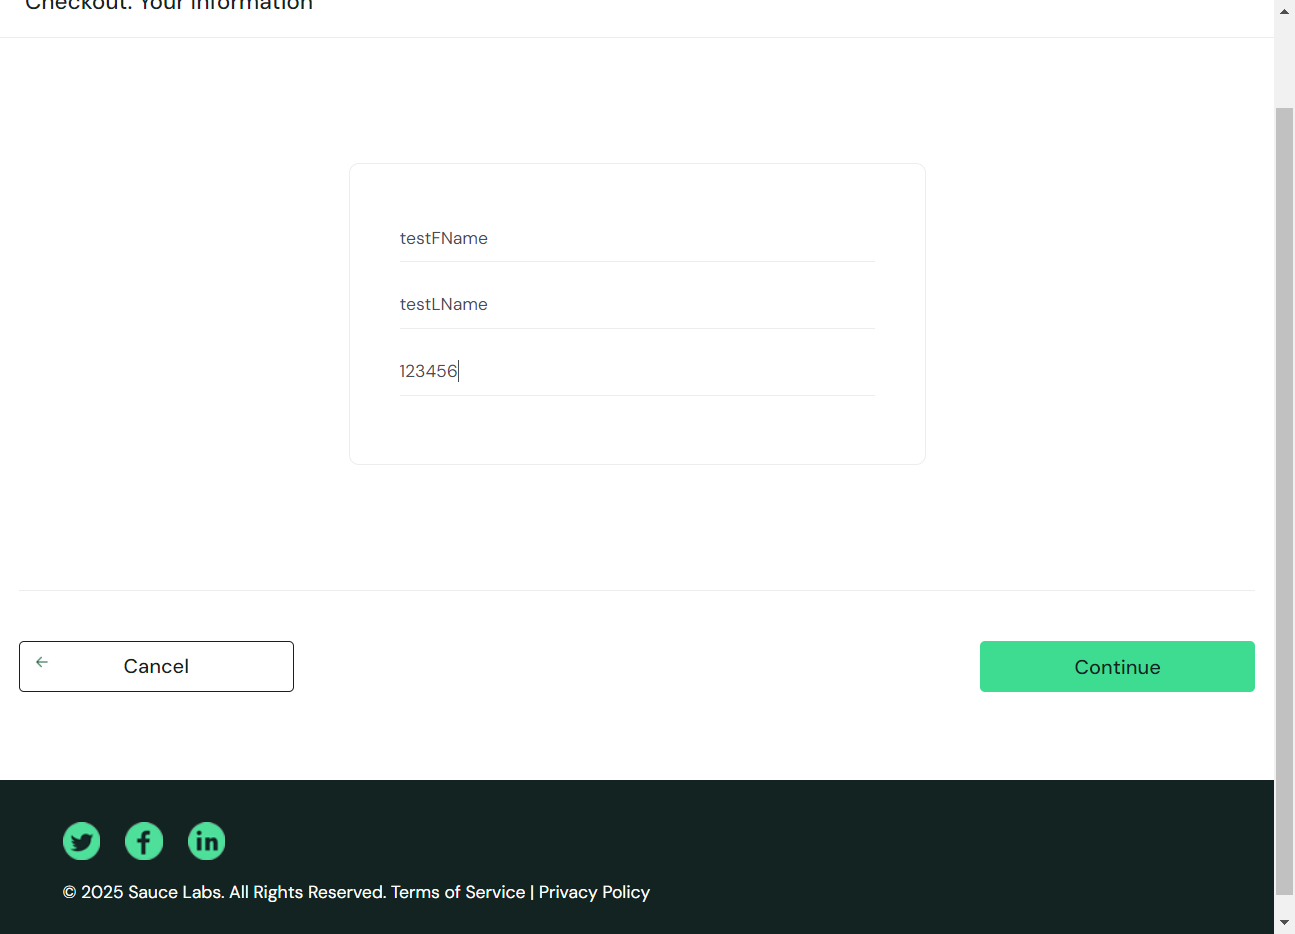 Checkout: Your Information
testFName
testLName
123456
Cancel
Continue
© 2025 Sauce Labs. All Rights Reserved. Terms of Service | Privacy Policy